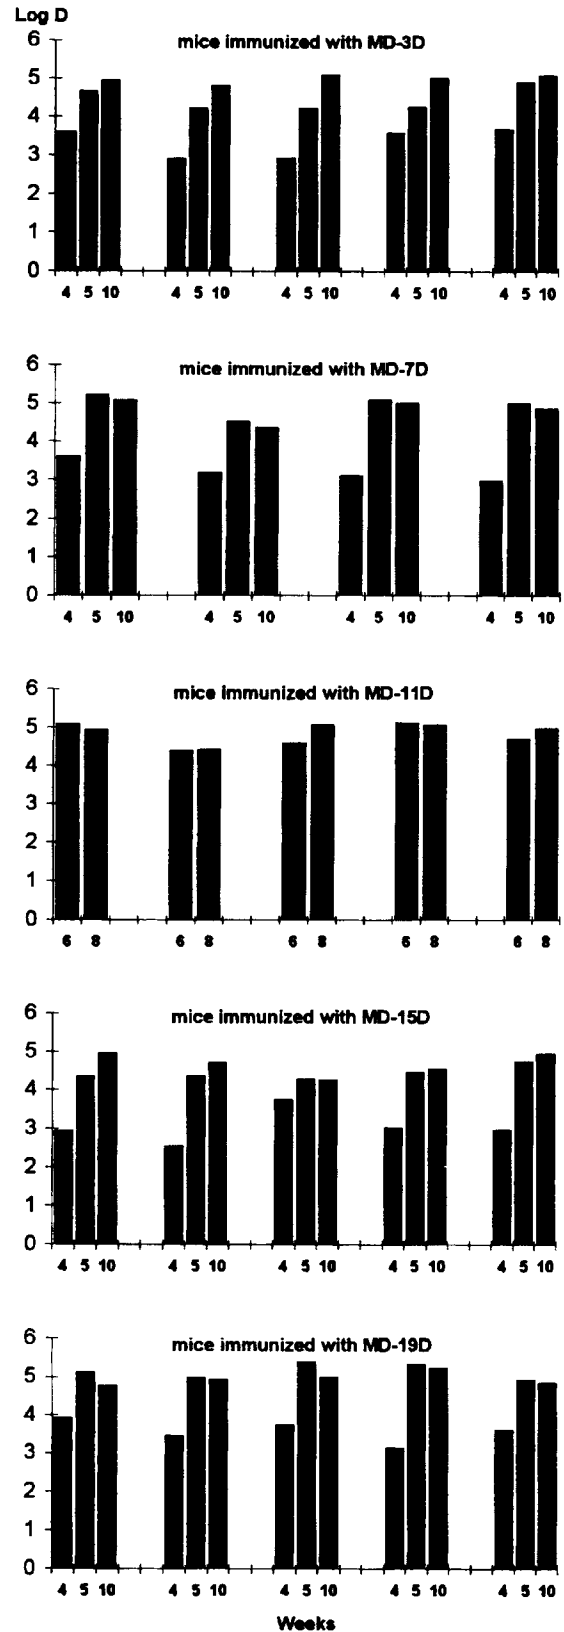 Log D
mice immunized with MD-3D
6
5
4
3
2
1
0
4 5 10 4 5 10 4 5 10 4 5 10 4 5 10
mice immunized with MD-7D
6
5
4
3
2
1
0
4 5 10 4 5 10 4 5 10 4 5 10
mice immunized with MD-11D
6
5
4
3
2
1
0
6 8 6 8 6 8 6 8 6 8
mice immunized with MD-15D
6
5
4
3
2
1
0
4 5 10 4 5 10 4 5 10 4 5 10 4 5 10
mice immunized with MD-19D
6
5
4
3
2
1
0
4 5 10 4 5 10 4 5 10 4 5 10 4 5 10
Weeks